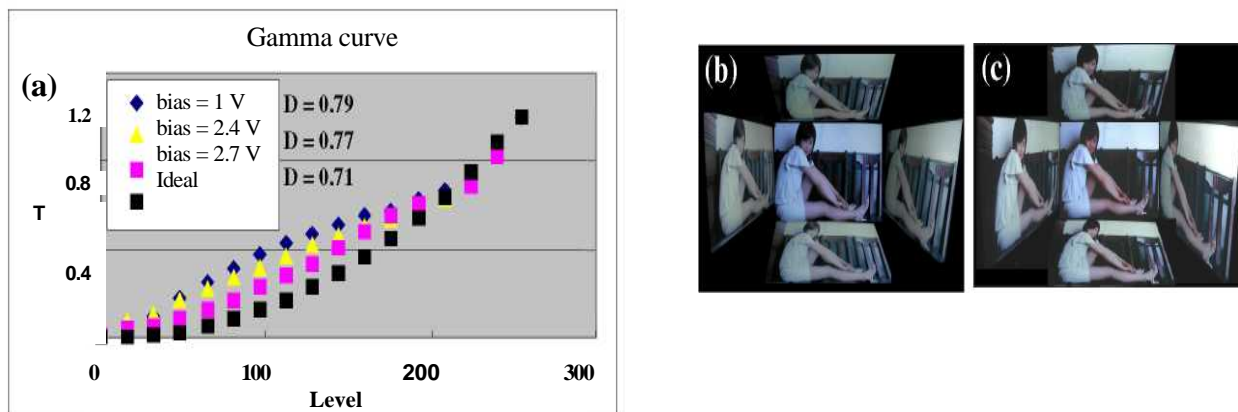 Gamma curve
(a)
bias = 1 V
D = 0.79
bias = 2.4 V
D = 0.77
bias = 2.7 V
D = 0.71
Ideal
1.2
0.8
T
0.4
0
100
200
300
Level
(b)
(c)